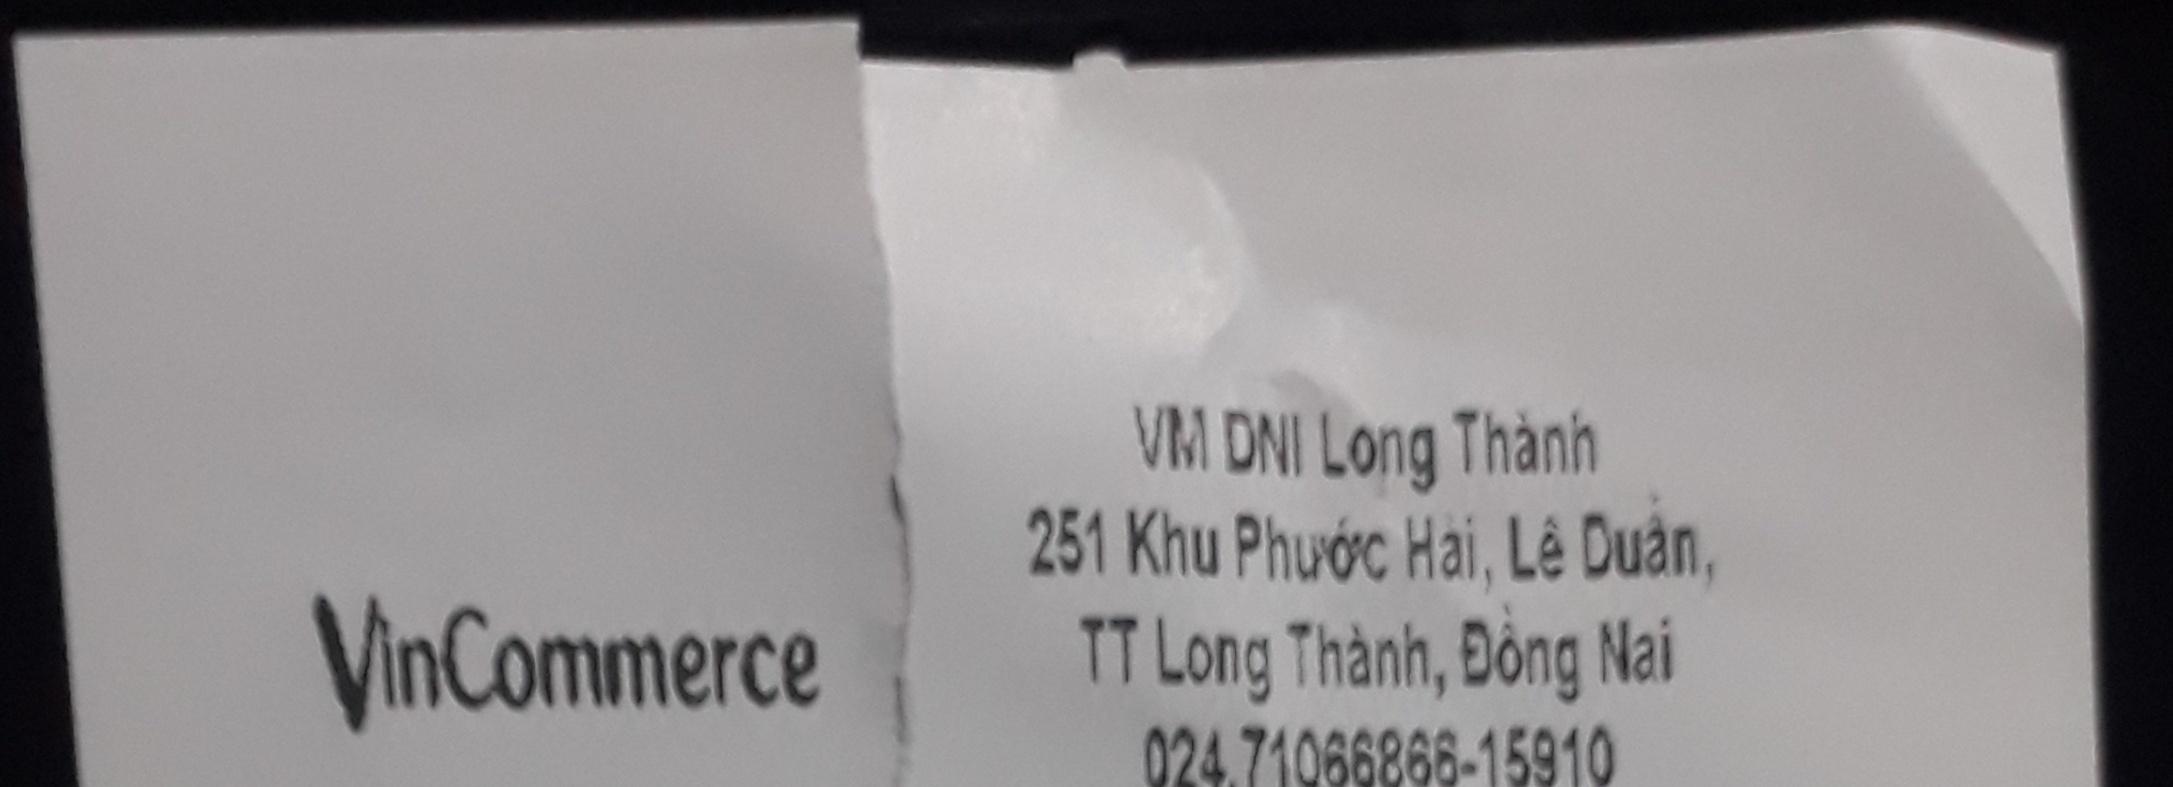 VinCommerce
VM DNI Long Thành
251 Khu Phước Hải, Lê Duẩn,
TT Long Thành, Đồng Nai
024.71066866-15910